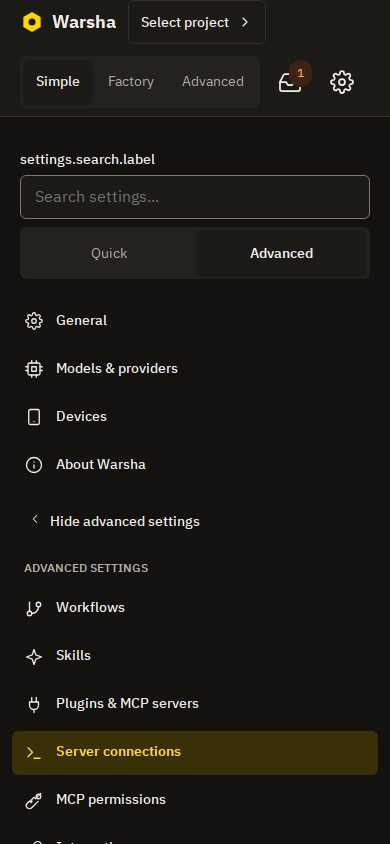 Warsha
Select project
Simple
Factory
Advanced
1
settings.search.label
Search settings...
Quick
Advanced
General
Models & providers
Devices
About Warsha
Hide advanced settings
ADVANCED SETTINGS
Workflows
Skills
Plugins & MCP servers
Server connections
MCP permissions